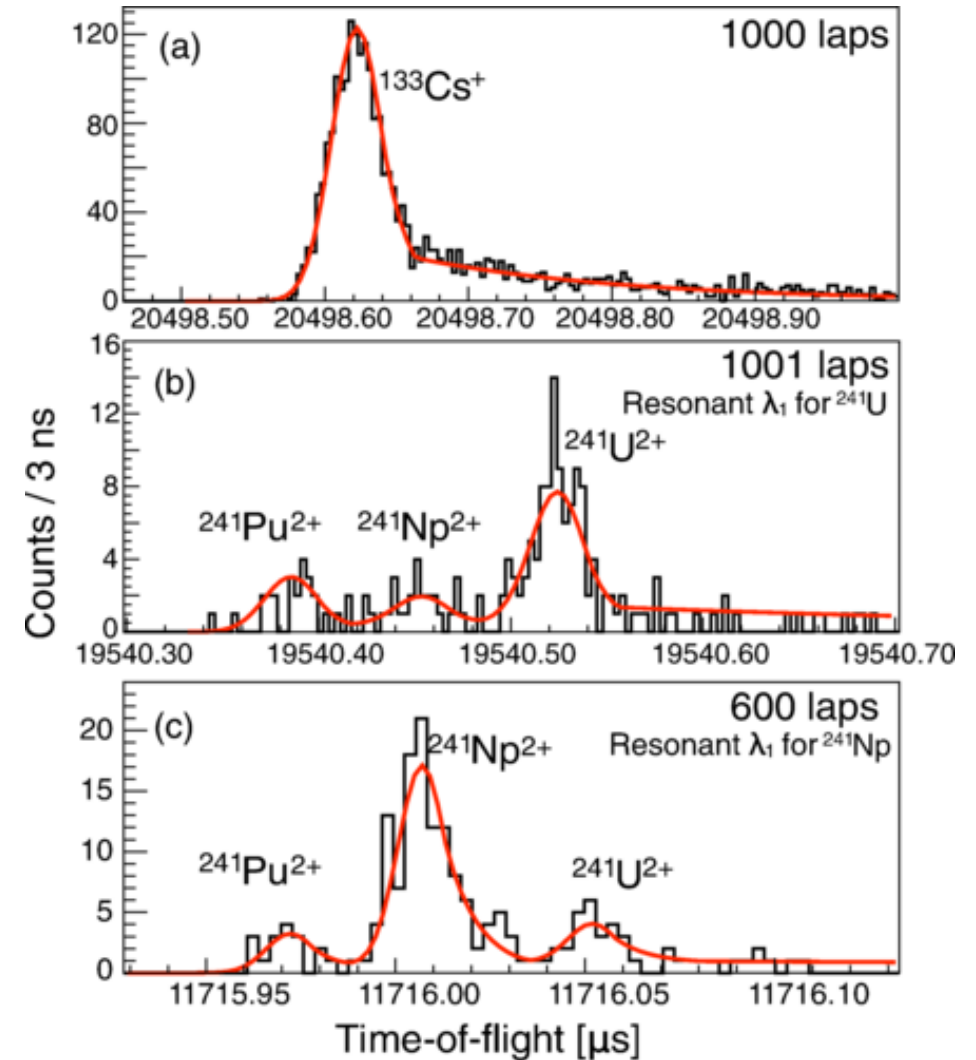 (a)
1000 laps
¹³³Cs⁺
120
80
40
0
20498.50 20498.60 20498.70 20498.80 20498.90
(b)
1001 laps
Resonant λ₁ for ²⁴¹U
²⁴¹U²⁺
²⁴¹Pu²⁺ ²⁴¹Np²⁺
16
12
8
4
0
19540.30 19540.40 19540.50 19540.60 19540.70
Counts / 3 ns
(c)
600 laps
Resonant λ₁ for ²⁴¹Np
²⁴¹Np²⁺
²⁴¹Pu²⁺ ²⁴¹U²⁺
20
15
10
5
0
11715.95 11716.00 11716.05 11716.10
Time-of-flight [μs]